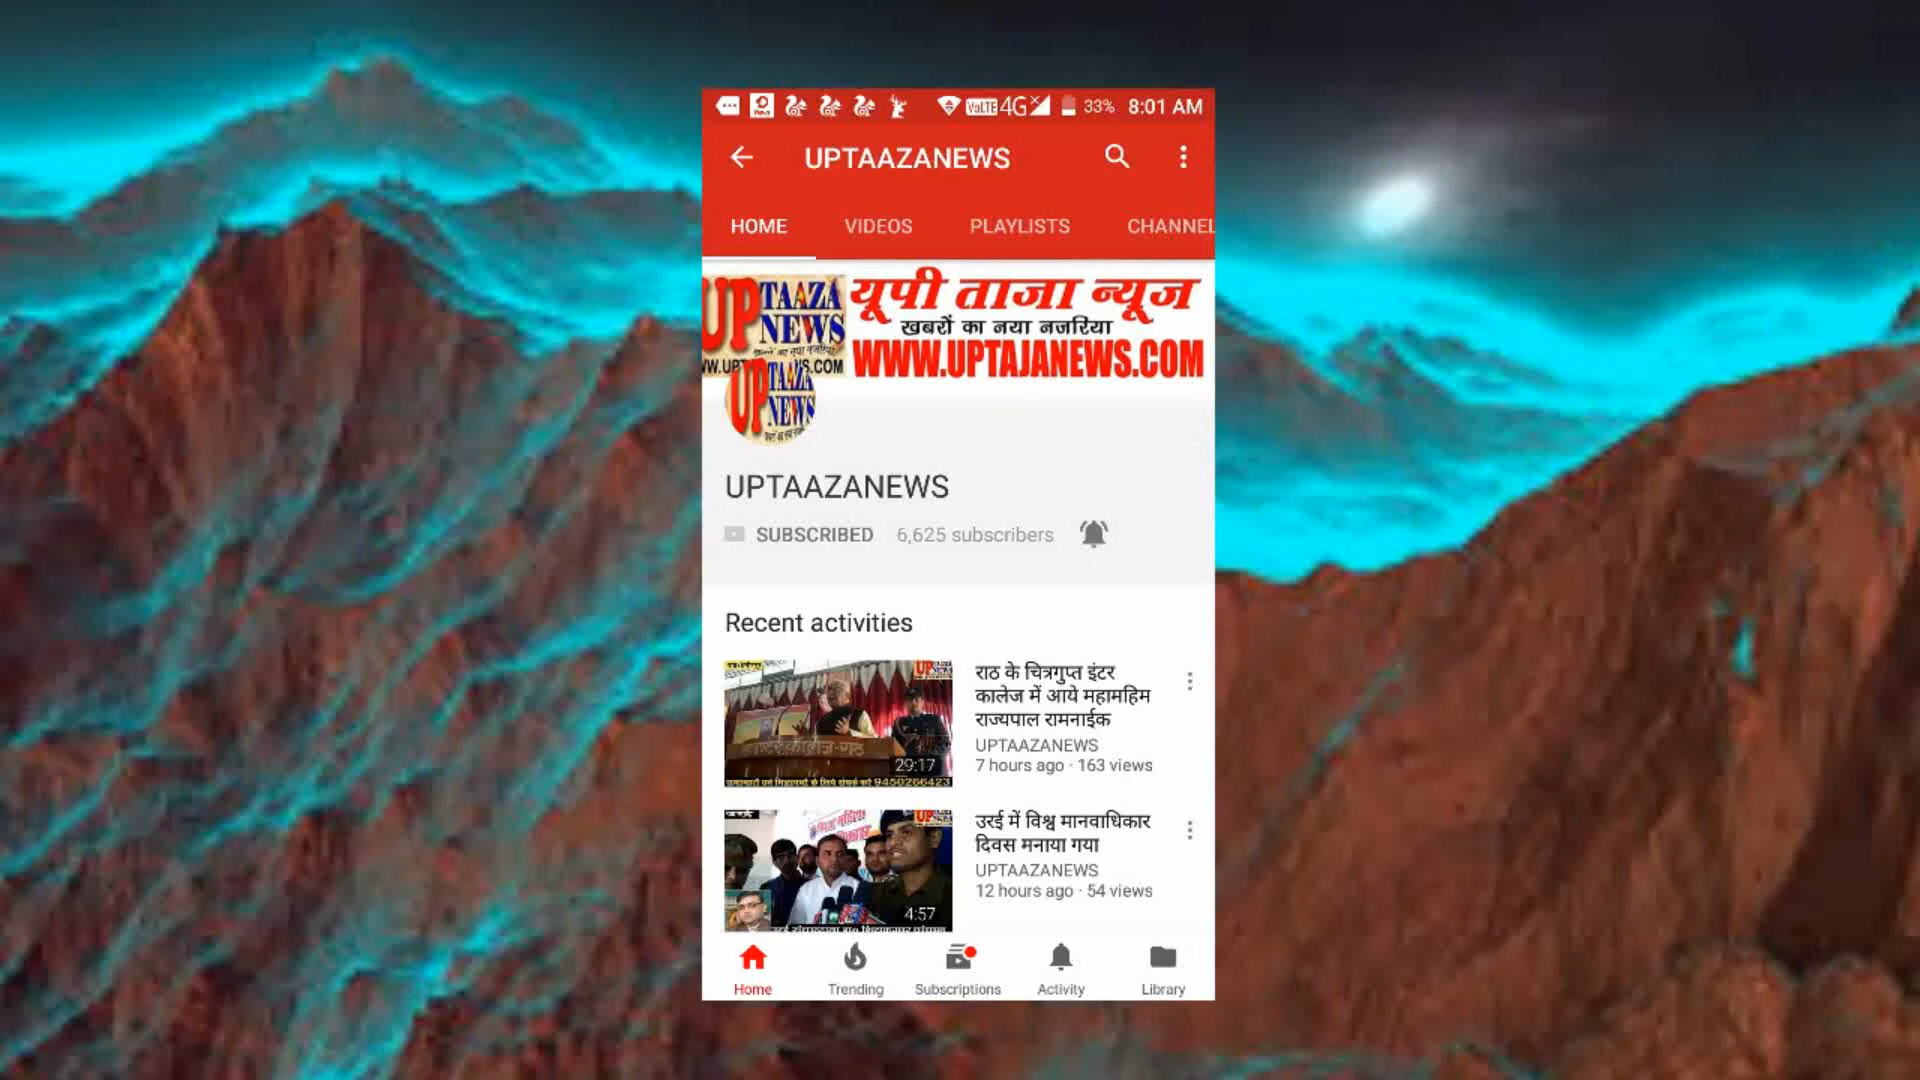 VoLTE 4G 33% 8:01 AM
UPTAAZANEWS
HOME VIDEOS PLAYLISTS CHANNEL
UP TAAZA NEWS
यूपी ताजा न्यूज
खबरों का नया नजरिया
WWW.UPTAJANEWS.COM
UP TAAZA NEWS
UPTAAZANEWS
SUBSCRIBED 6,625 subscribers
Recent activities
राठ के चित्रगुप्त इंटर
कालेज में आये महामहिम
राज्यपाल रामनाईक
UPTAAZANEWS
7 hours ago · 163 views
29:17
9450266423
उरई में विश्व मानवाधिकार
दिवस मनाया गया
UPTAAZANEWS
12 hours ago · 54 views
4:57
Home Trending Subscriptions Activity Library